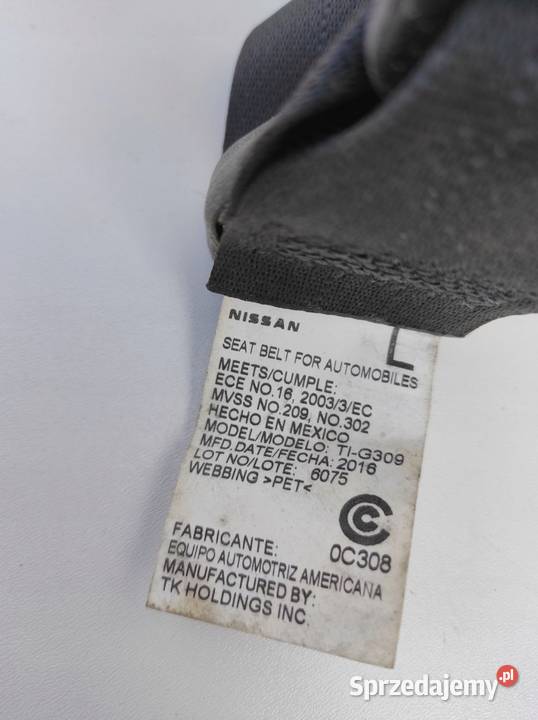 NISSAN
L
SEAT BELT FOR AUTOMOBILES
MEETS/CUMPLE:
ECE NO.16, 2003/3/EC
MVSS NO.209, NO.302
HECHO EN MEXICO
MODEL/MODELO: TI-G309
MFD.DATE/FECHA: 2016
LOT NO/LOTE: 6075
WEBBING >PET<
0C308
FABRICANTE:
EQUIPO AUTOMOTRIZ AMERICANA
MANUFACTURED BY:
TK HOLDINGS INC.
Sprzedajemy.pl